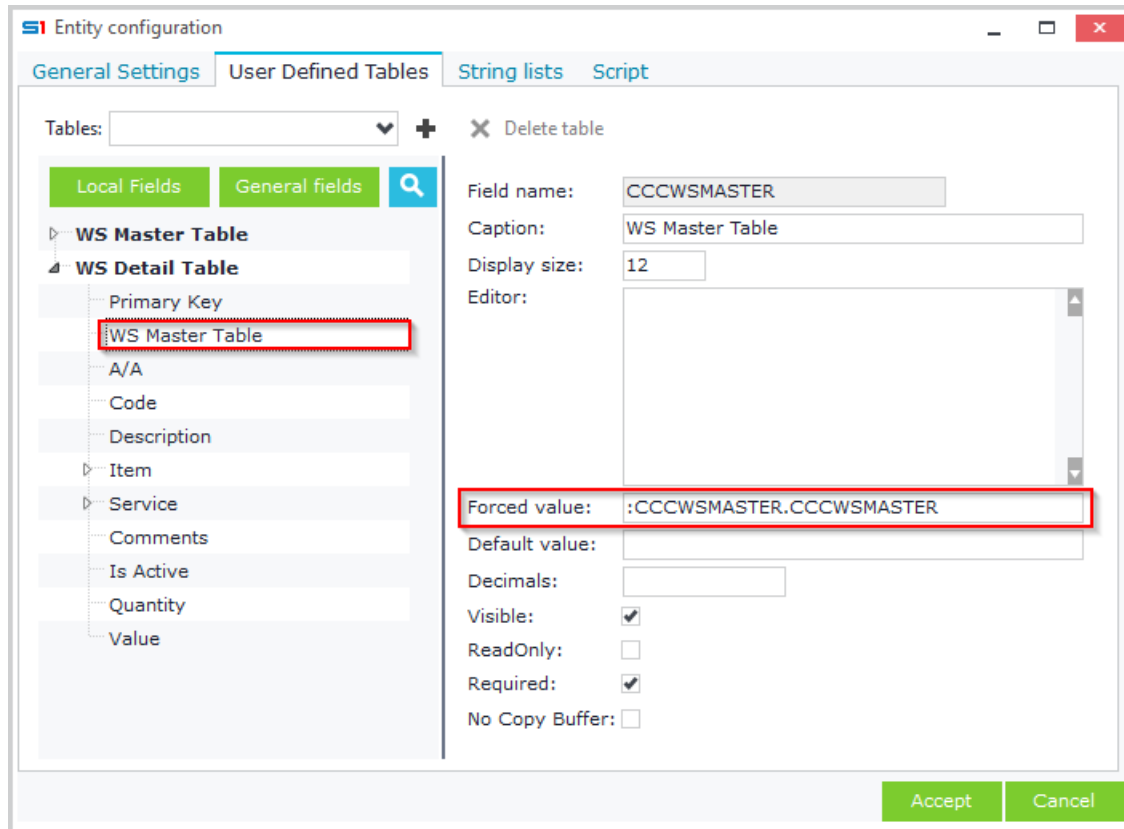 S1 Entity configuration
General Settings User Defined Tables String lists Script
Tables: Delete table
Local Fields General fields
WS Master Table
WS Detail Table
Primary Key
WS Master Table
A/A
Code
Description
Item
Service
Comments
Is Active
Quantity
Value
Field name: CCCWSMASTER
Caption: WS Master Table
Display size: 12
Editor:
Forced value: :CCCWSMASTER.CCCWSMASTER
Default value:
Decimals:
Visible:
ReadOnly:
Required:
No Copy Buffer:
Accept Cancel